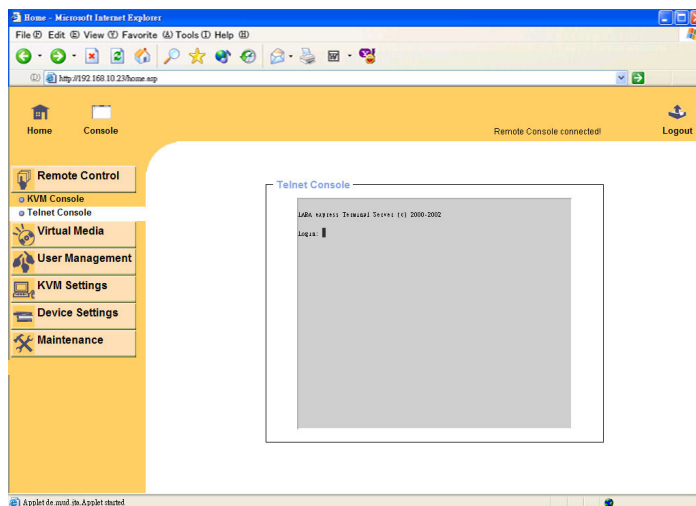 Home - Microsoft Internet Explorer
File(F) Edit (E) View (V) Favorite (A) Tools (T) Help (H)
(D) http://192.168.10.23/home.asp
Home Console Remote Console connected! Logout
Remote Control
KVM Console
Telnet Console
Virtual Media
User Management
KVM Settings
Device Settings
Maintenance
Telnet Console
LARA express Terminal Server (c) 2000-2002
Login:
Applet de.mud.jta.Applet started